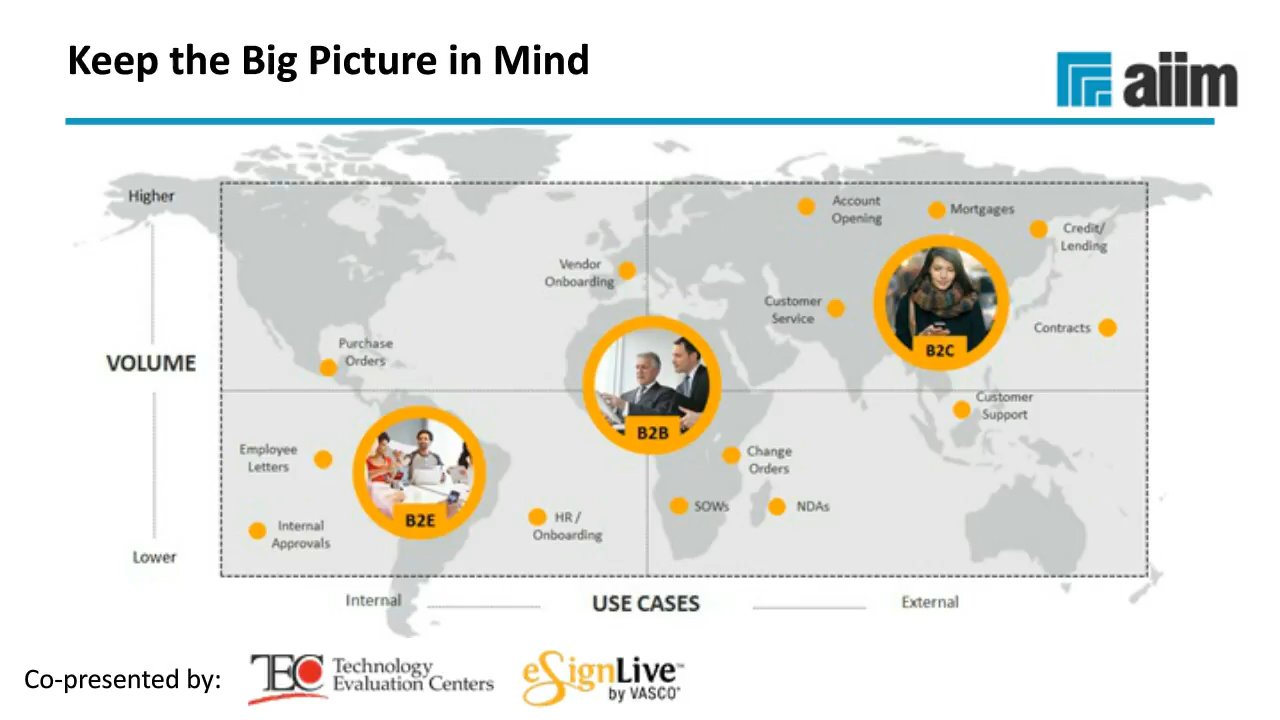 Keep the Big Picture in Mind
aiim
Higher
VOLUME
Lower
Account
Opening
Mortgages
Credit/
Lending
Vendor
Onboarding
Customer
Service
B2C
Contracts
Purchase
Orders
B2B
Customer
Support
Employee
Letters
B2E
Change
Orders
Internal
Approvals
HR /
Onboarding
SOWs
NDAs
Internal
USE CASES
External
Co-presented by:
TEC
Technology
Evaluation Centers
eSignLive™
by VASCO®